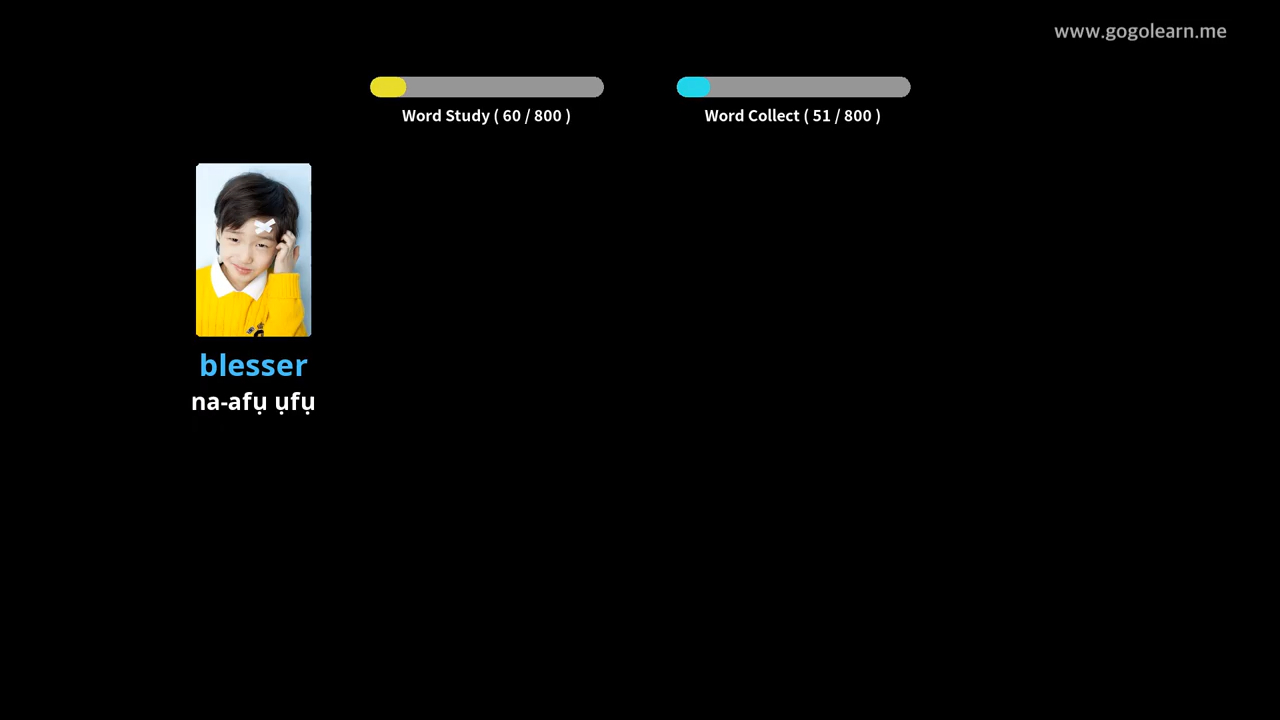 www.gogolearn.me
Word Study ( 60 / 800 )
Word Collect ( 51 / 800 )
blesser
na-afụ ụfụ